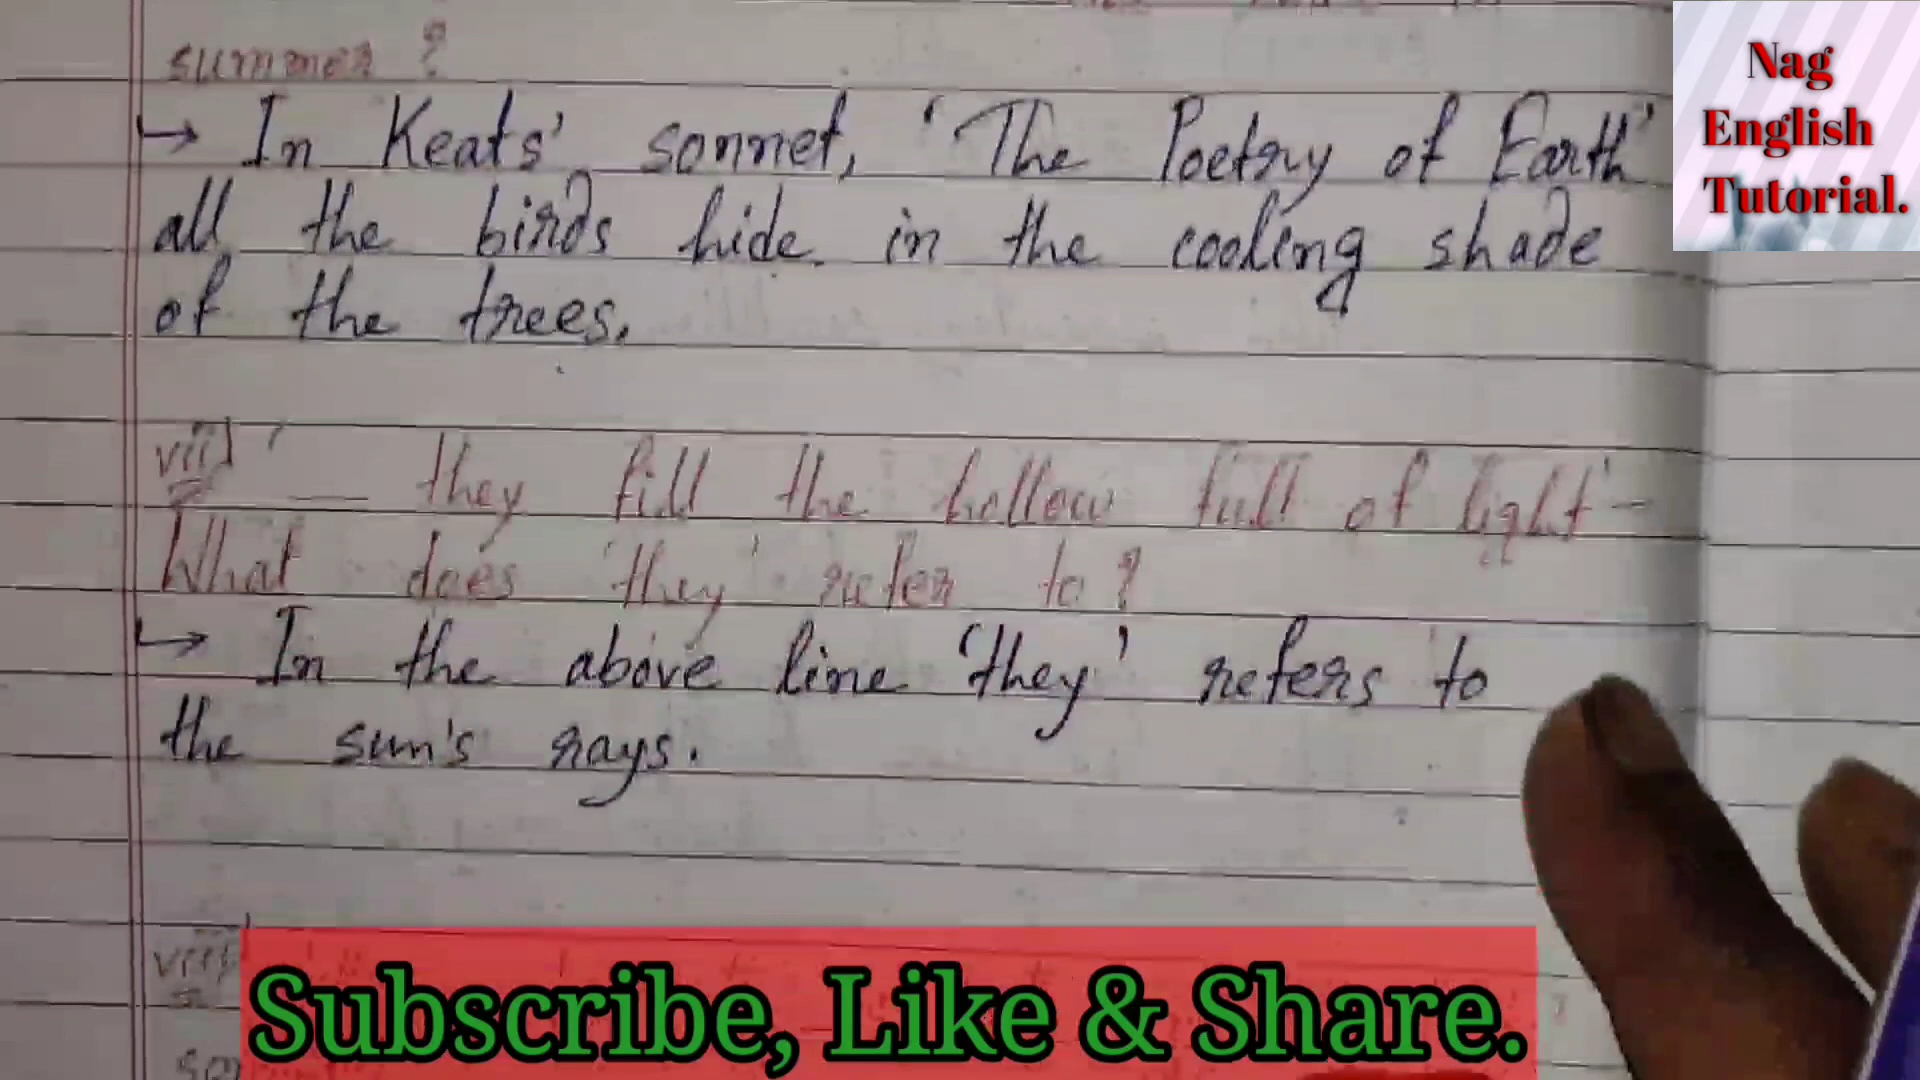 summer ?
→ In Keats' sonnet, 'The Poetry of Earth'
all the birds hide in the cooling shade
of the trees.
vii) ' — they fill the hollow full of light' -
What does 'they' refer to?
→ In the above line 'they' refers to
the sun's rays.
viii)
Nag
English
Tutorial.
Subscribe, Like & Share.